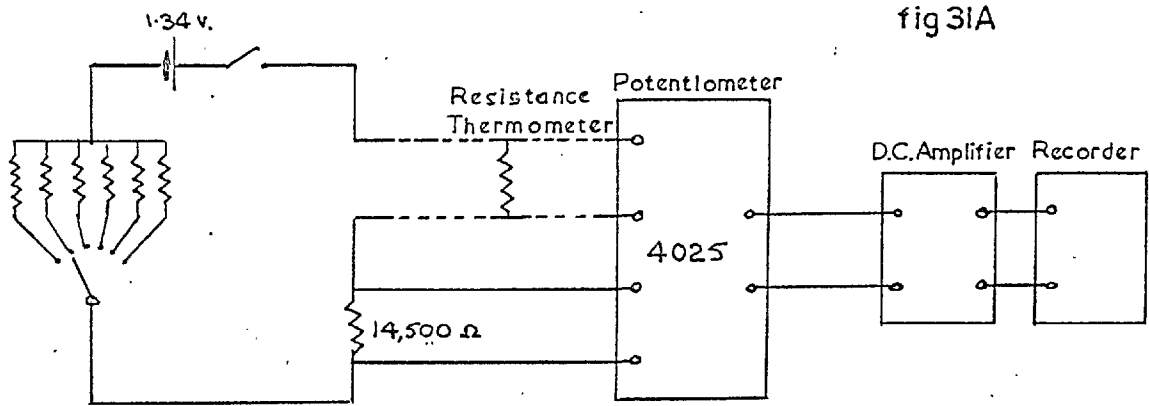 fig 31A
1·34 v.
Potentiometer
Resistance
Thermometer
D.C. Amplifier Recorder
4025
14,500 Ω